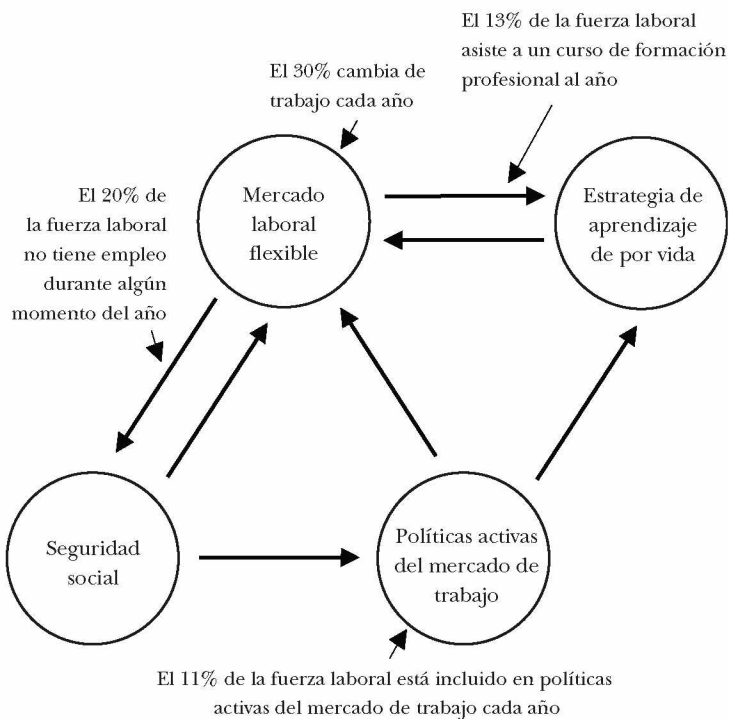 El 13% de la fuerza laboral
asiste a un curso de formación
profesional al año
El 30% cambia de
trabajo cada año
El 20% de
la fuerza laboral
no tiene empleo
durante algún
momento del año
Mercado
laboral
flexible
Estrategia de
aprendizaje
de por vida
Seguridad
social
Políticas activas
del mercado de
trabajo
El 11% de la fuerza laboral está incluido en políticas
activas del mercado de trabajo cada año